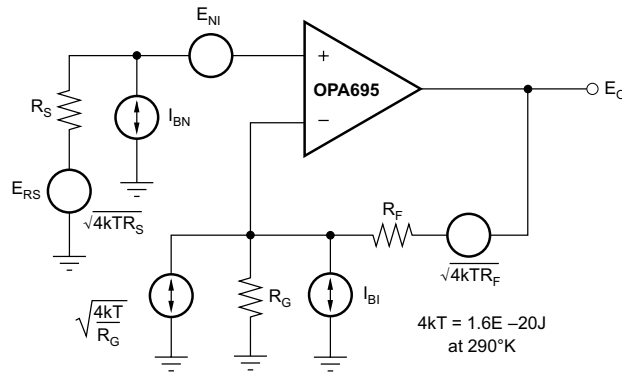 E_NI
+
OPA695
−
E_O
R_S
I_BN
E_RS
√4kTR_S
R_F
√4kTR_F
√4kT/R_G
R_G
I_BI
4kT = 1.6E –20J
at 290°K